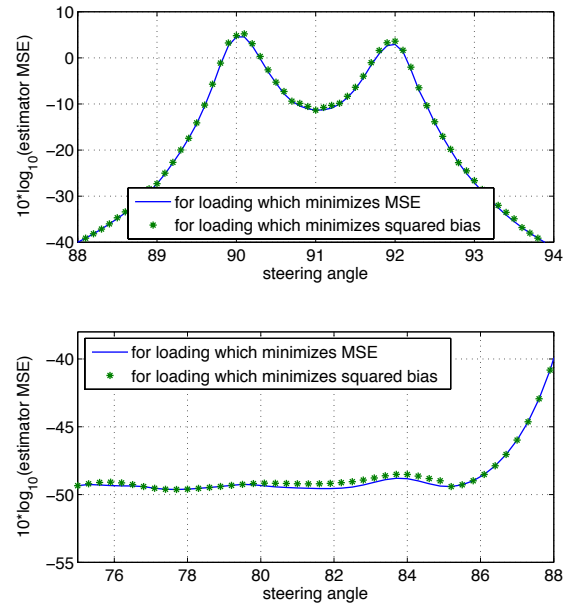 10*log10(estimator MSE)
10
0
−10
−20
−30
−40
for loading which minimizes MSE
for loading which minimizes squared bias
88 89 90 91 92 93 94
steering angle
10*log10(estimator MSE)
−40
−45
−50
−55
for loading which minimizes MSE
for loading which minimizes squared bias
76 78 80 82 84 86 88
steering angle